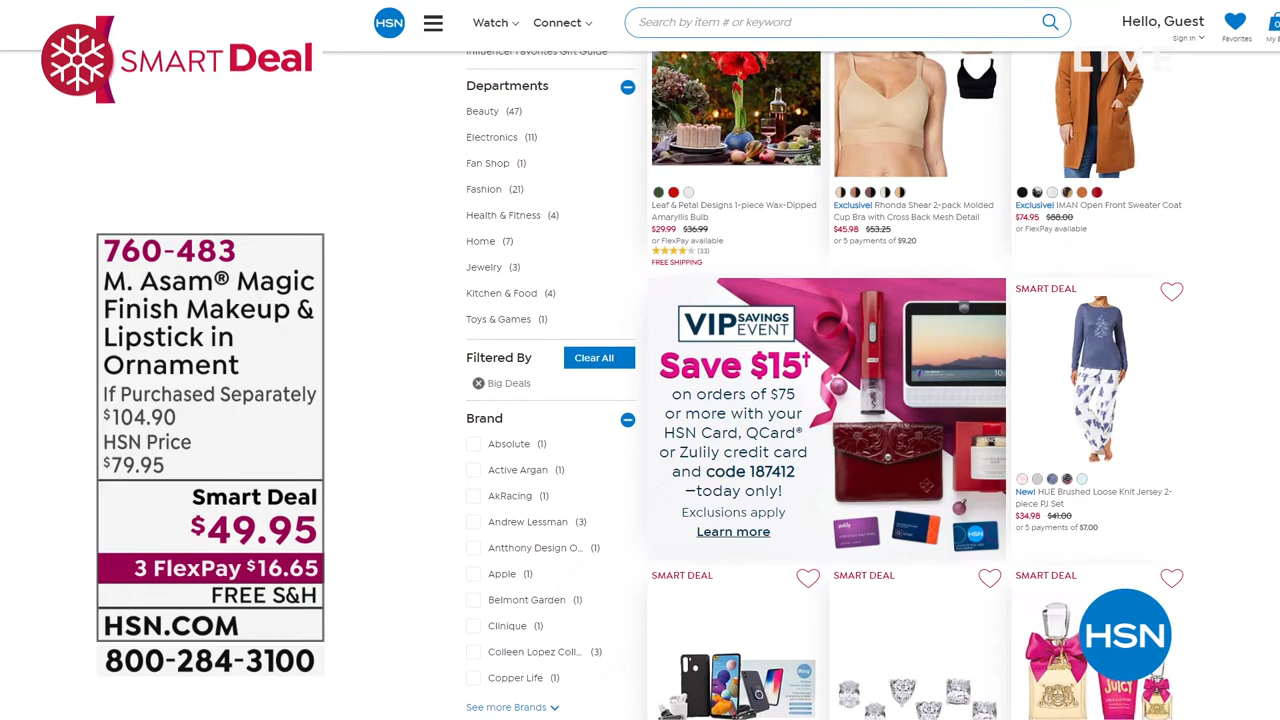 SMART Deal
760-483
M. Asam® Magic
Finish Makeup &
Lipstick in
Ornament
If Purchased Separately
$104.90
HSN Price
$79.95
Smart Deal
$49.95
3 FlexPay $16.65
FREE S&H
HSN.COM
800-284-3100
HSN
Watch
Connect
Search by item # or keyword
Hello, Guest
Sign In
Favorites
0
My
LIVE
Influencer Favorites Gift Guide
Departments
Beauty (47)
Electronics (11)
Fan Shop (1)
Fashion (21)
Health & Fitness (4)
Home (7)
Jewelry (3)
Kitchen & Food (4)
Toys & Games (1)
Filtered By
Clear All
Big Deals
Brand
Absolute (1)
Active Argan (1)
AkRacing (1)
Andrew Lessman (3)
Antthony Design O... (1)
Apple (1)
Belmont Garden (1)
Clinique (1)
Colleen Lopez Coll... (3)
Copper Life (1)
See more Brands
Leaf & Petal Designs 1-piece Wax-Dipped
Amaryllis Bulb
$29.99 $36.99
or FlexPay available
(33)
FREE SHIPPING
Exclusive! Rhonda Shear 2-pack Molded
Cup Bra with Cross Back Mesh Detail
$45.98 $53.25
or 5 payments of $9.20
Exclusive! IMAN Open Front Sweater Coat
$74.95 $88.00
or FlexPay available
VIP SAVINGS
EVENT
Save $15†
on orders of $75
or more with your
HSN Card, QCard®
or Zulily credit card
and code 187412
—today only!
Exclusions apply
Learn more
zulily
HSN
SMART DEAL
New! HUE Brushed Loose Knit Jersey 2-
piece PJ Set
$34.98 $41.00
or 5 payments of $7.00
SMART DEAL
SMART DEAL
SMART DEAL
JUICY
HSN